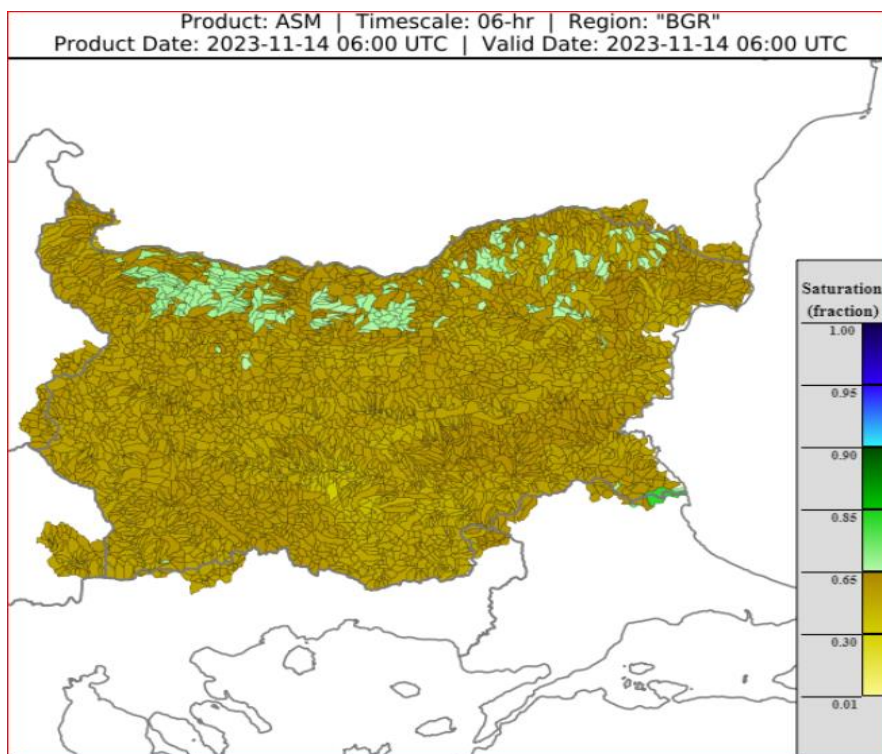 Product: ASM | Timescale: 06-hr | Region: "BGR"
Product Date: 2023-11-14 06:00 UTC | Valid Date: 2023-11-14 06:00 UTC
Saturation
(fraction)
1.00
0.95
0.90
0.85
0.65
0.30
0.01